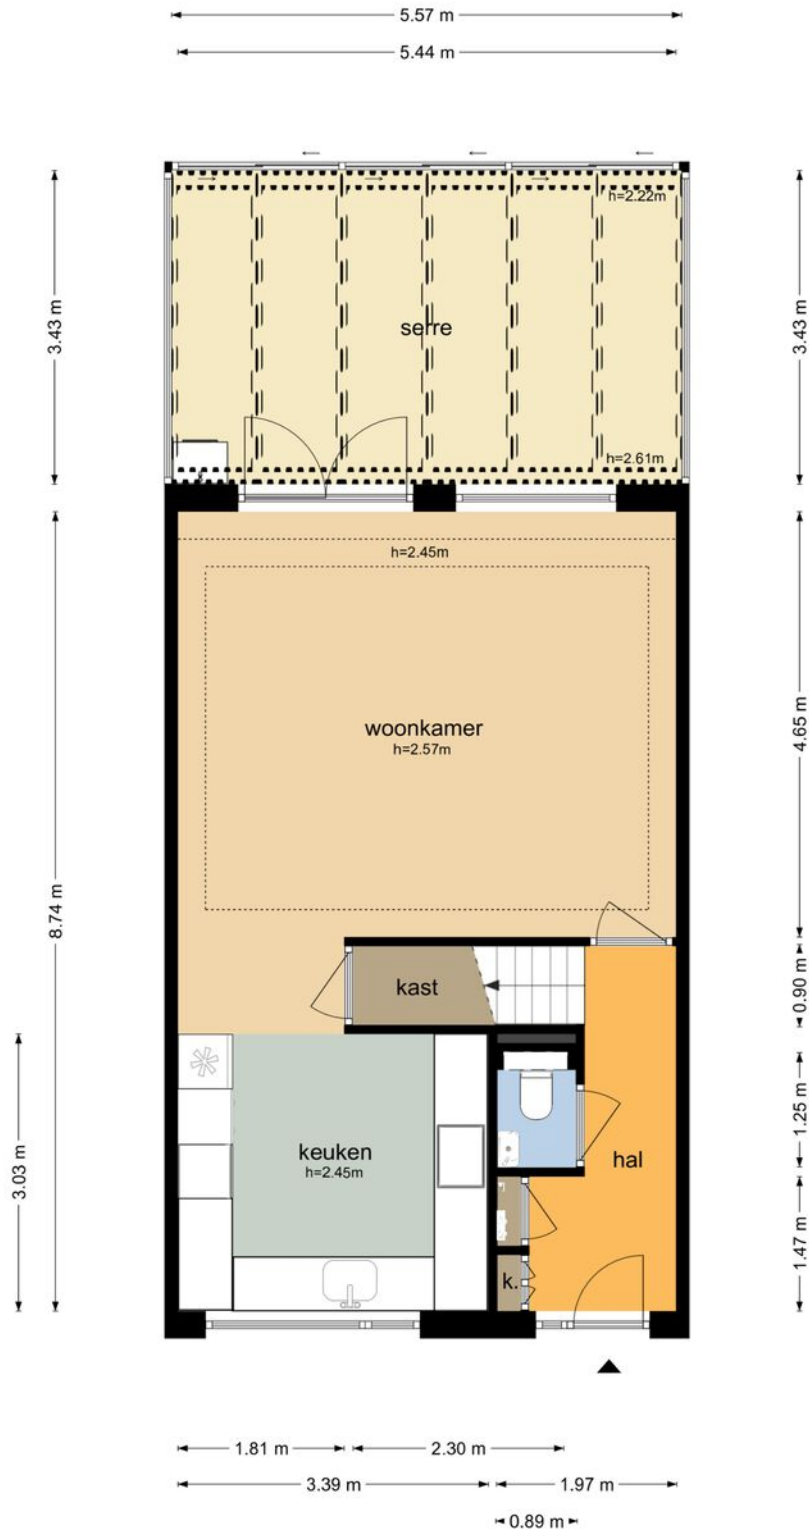 5.57 m
5.44 m
h=2.22m
3.43 m
serre
3.43 m
h=2.61m
h=2.45m
woonkamer
h=2.57m
4.65 m
8.74 m
kast
0.90 m
keuken
h=2.45m
3.03 m
1.25 m
hal
k.
1.47 m
1.81 m
2.30 m
3.39 m
1.97 m
0.89 m